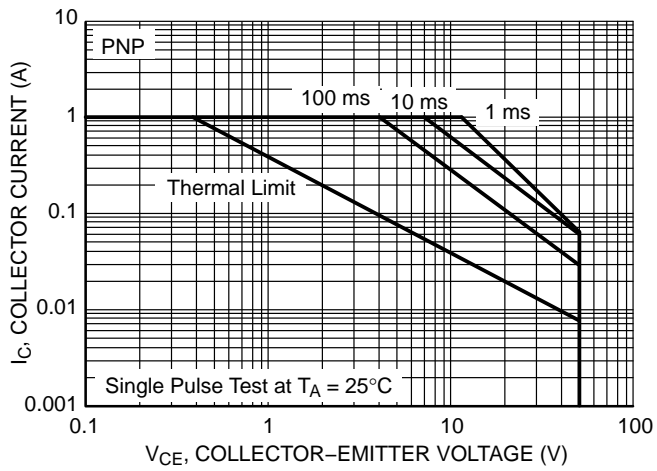 10
PNP
100 ms
10 ms
1 ms
1
Thermal Limit
0.1
0.01
Single Pulse Test at TA = 25°C
0.001
0.1
1
10
100
IC, COLLECTOR CURRENT (A)
VCE, COLLECTOR−EMITTER VOLTAGE (V)